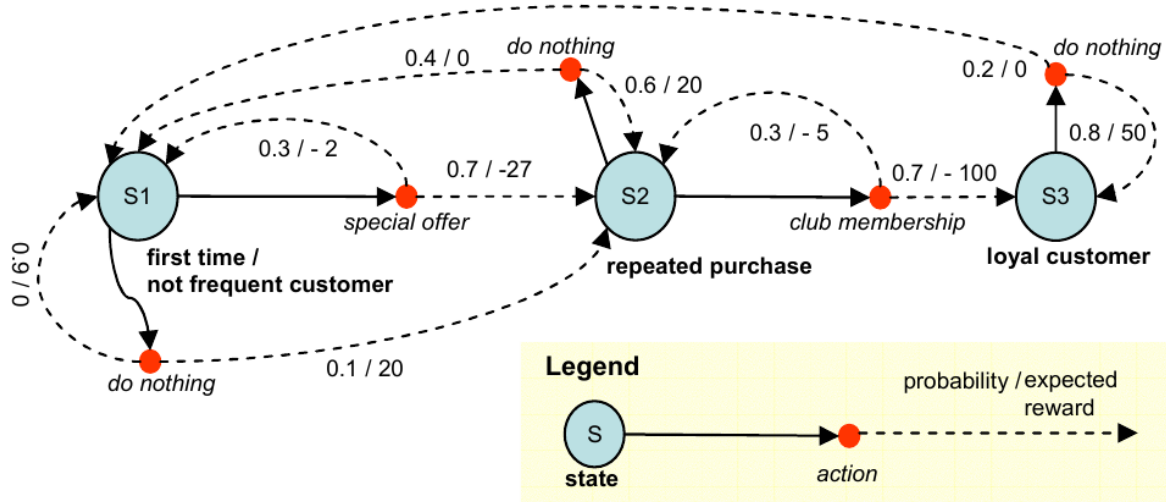 do nothing
0.4 / 0
0.6 / 20
do nothing
0.2 / 0
0.8 / 50
0.3 / - 2
0.3 / - 5
0.7 / -27
0.7 / - 100
S1
S2
S3
special offer
club membership
first time /
not frequent customer
repeated purchase
loyal customer
0.9 / 0
do nothing
0.1 / 20
Legend
S
state
action
probability / expected
reward